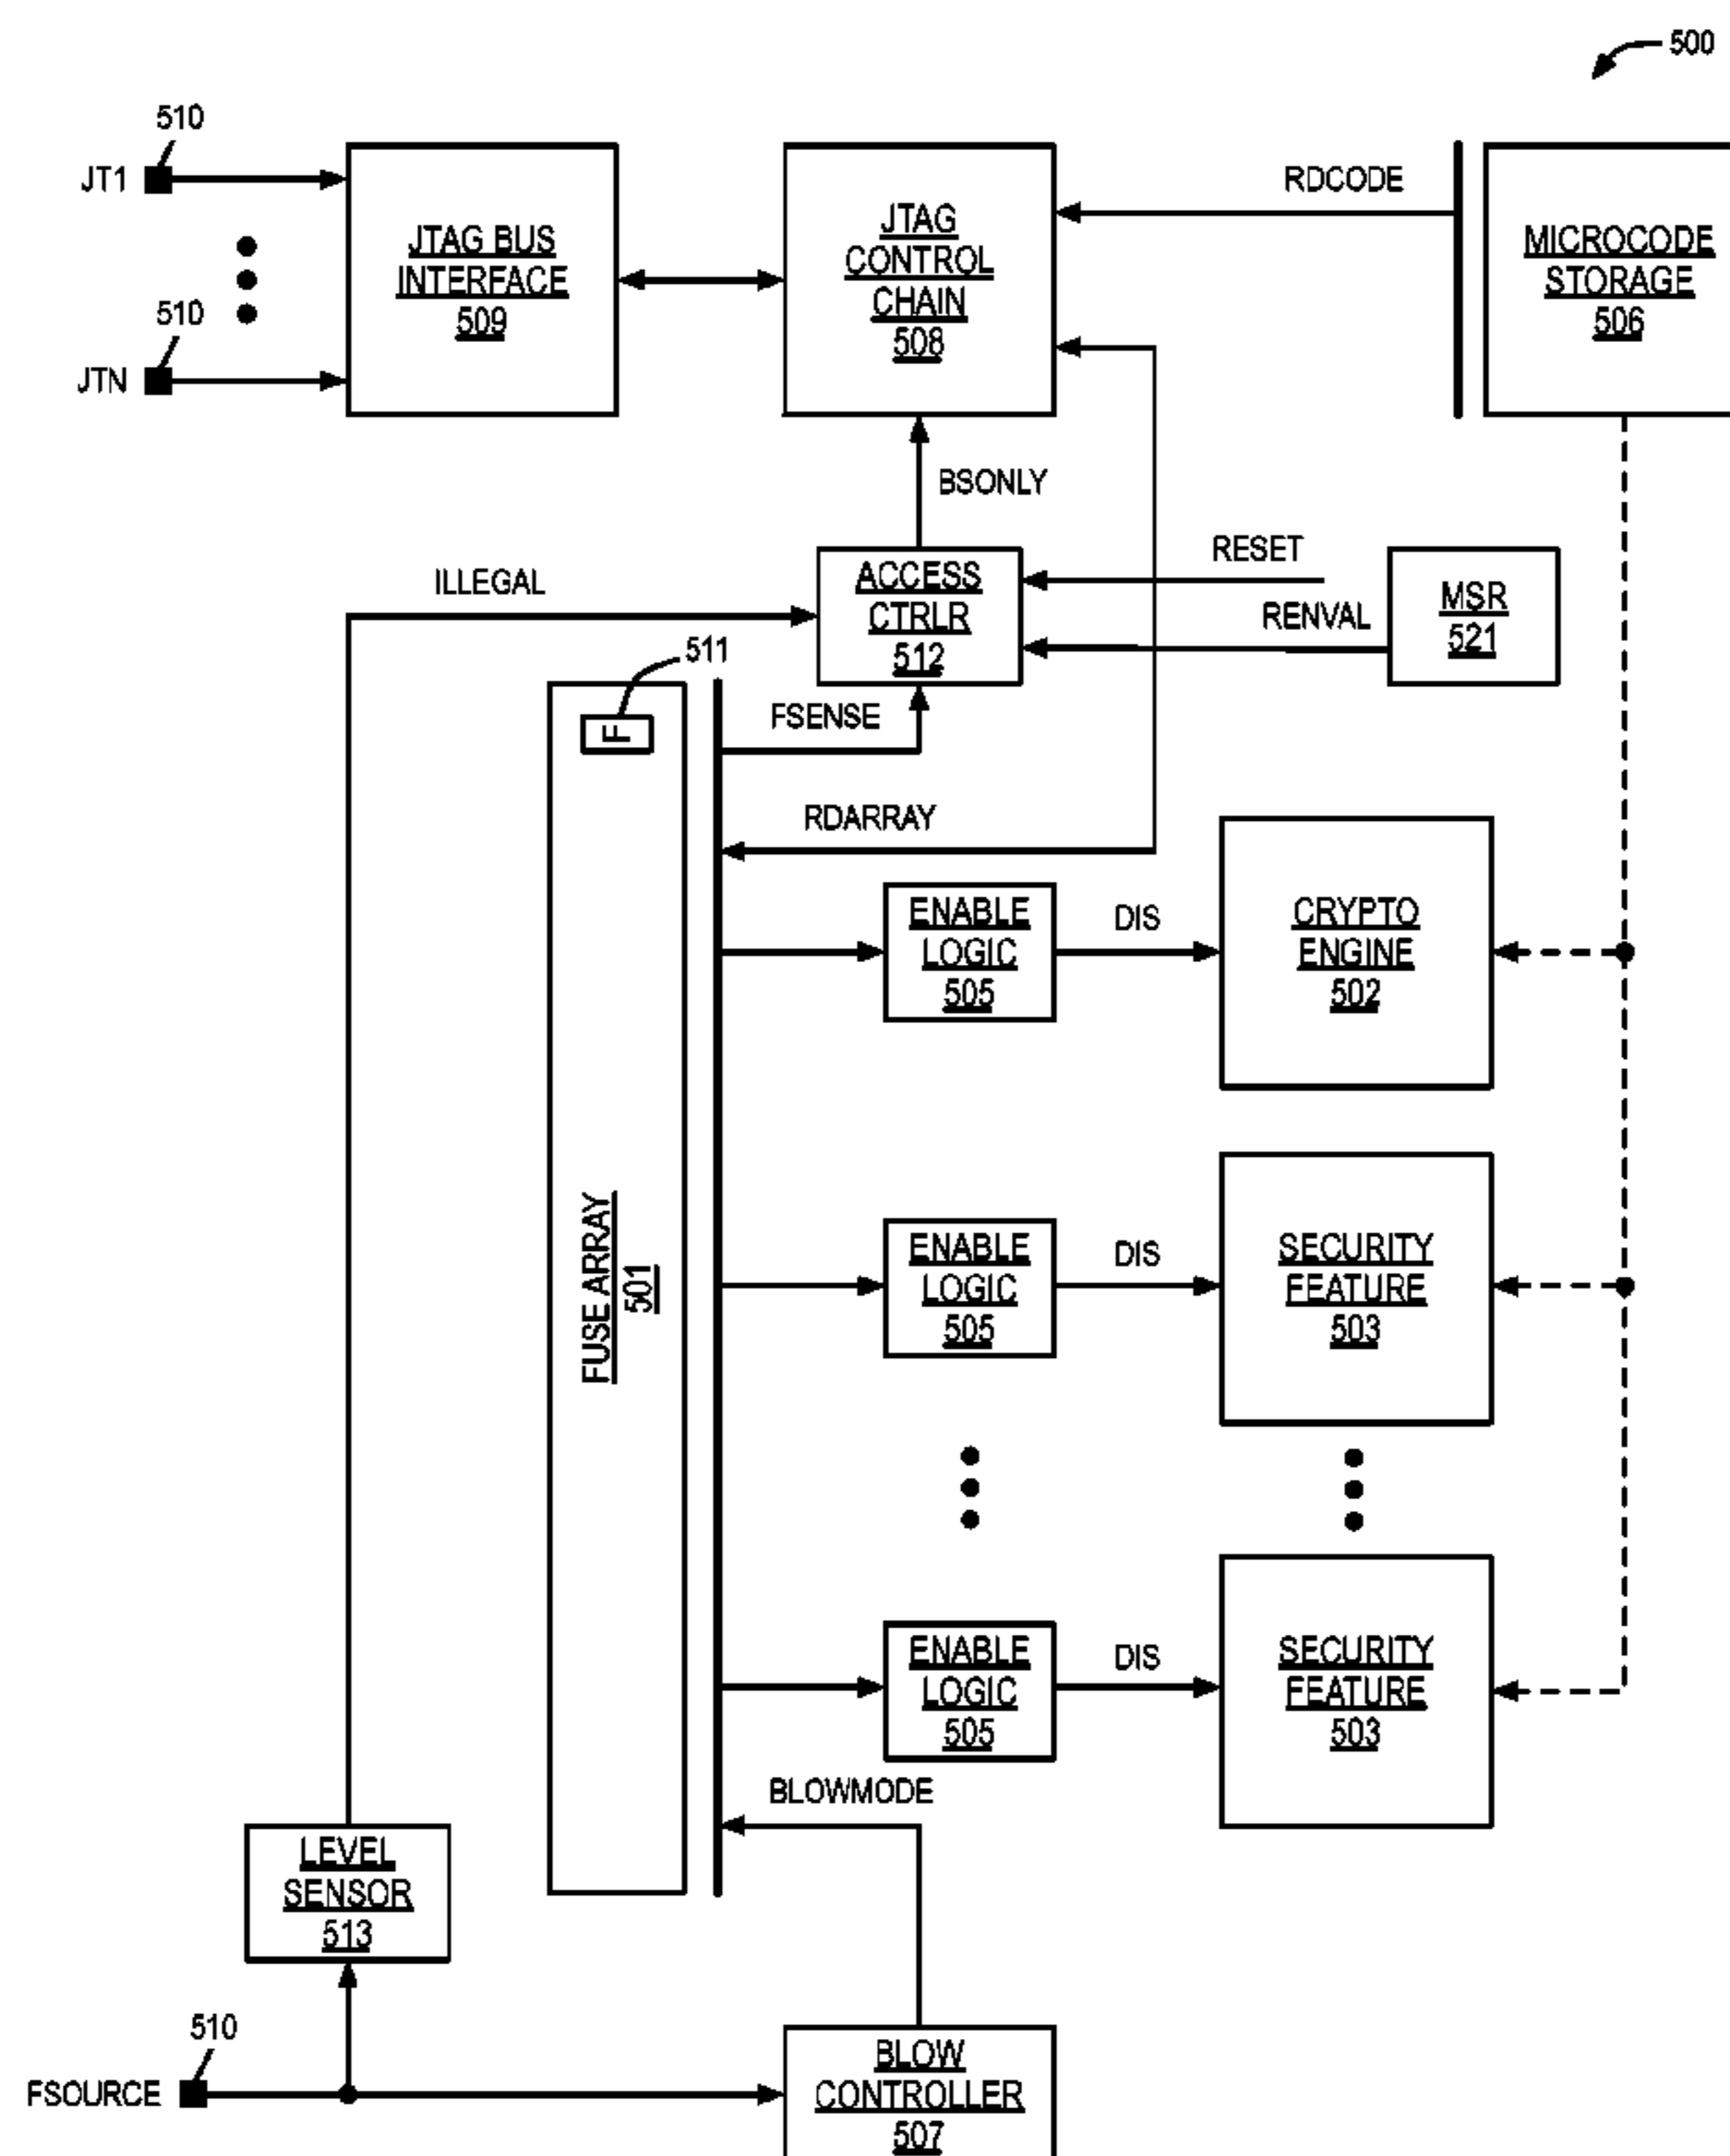 500
510
JT1
JTAG BUS
INTERFACE
509
JTAG
CONTROL
CHAIN
508
RDCODE
MICROCODE
STORAGE
506
510
JTN
BSONLY
ILLEGAL
ACCESS
CTRLR
512
RESET
RENVAL
MSR
521
511
F
FSENSE
RDARRAY
FUSE ARRAY
501
ENABLE
LOGIC
505
DIS
CRYPTO
ENGINE
502
ENABLE
LOGIC
505
DIS
SECURITY
FEATURE
503
ENABLE
LOGIC
505
DIS
SECURITY
FEATURE
503
BLOWMODE
LEVEL
SENSOR
513
510
FSOURCE
BLOW
CONTROLLER
507